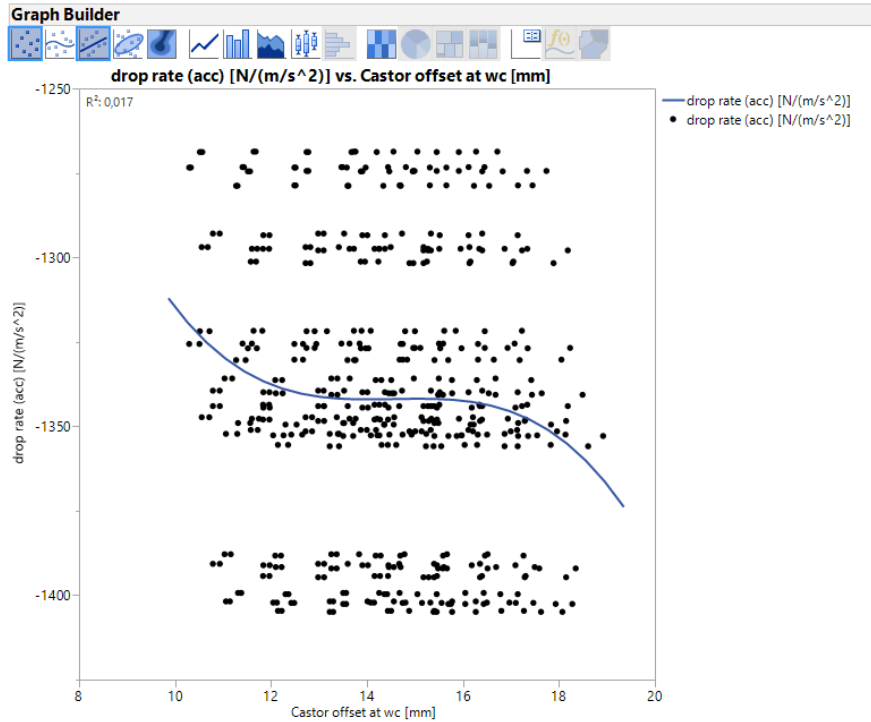 Graph Builder
drop rate (acc) [N/(m/s^2)] vs. Castor offset at wc [mm]
R²: 0,017
drop rate (acc) [N/(m/s^2)]
drop rate (acc) [N/(m/s^2)]
drop rate (acc) [N/(m/s^2)]
-1250
-1300
-1350
-1400
8
10
12
14
16
18
20
Castor offset at wc [mm]